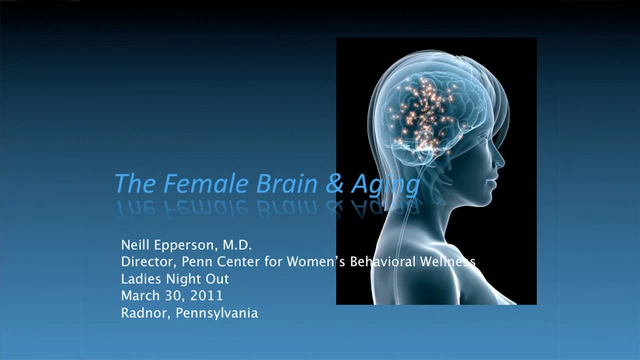 The Female Brain & Aging
Neill Epperson, M.D.
Director, Penn Center for Women’s Behavioral Wellness
Ladies Night Out
March 30, 2011
Radnor, Pennsylvania